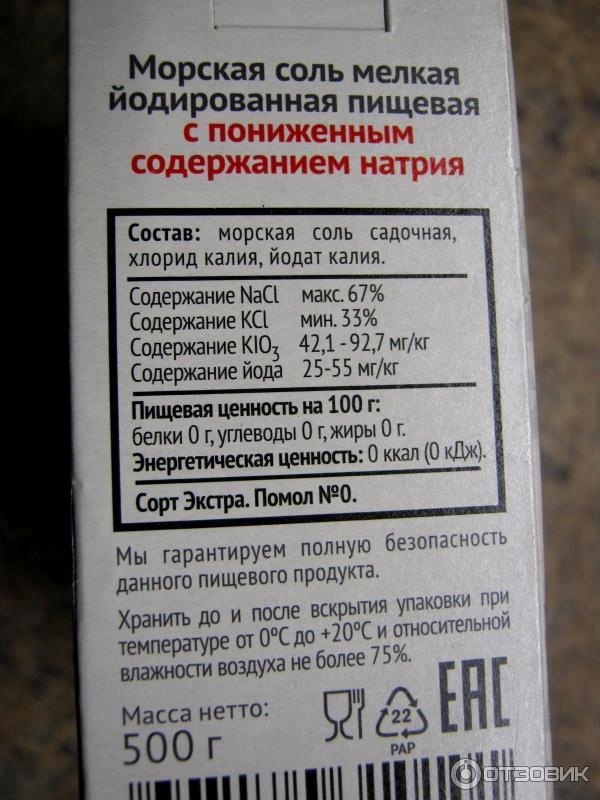 Морская соль мелкая
йодированная пищевая
с пониженным
содержанием натрия
Состав: морская соль садочная,
хлорид калия, йодат калия.
Содержание NaCl макс. 67%
Содержание KCl мин. 33%
Содержание KIO₃ 42,1 - 92,7 мг/кг
Содержание йода 25-55 мг/кг
Пищевая ценность на 100 г:
белки 0 г, углеводы 0 г, жиры 0 г.
Энергетическая ценность: 0 ккал (0 кДж).
Сорт Экстра. Помол №0.
Мы гарантируем полную безопасность
данного пищевого продукта.
Хранить до и после вскрытия упаковки при
температуре от 0°С до +20°С и относительной
влажности воздуха не более 75%.
Масса нетто:
500 г
22
PAP
EAC
ОТЗОВИК